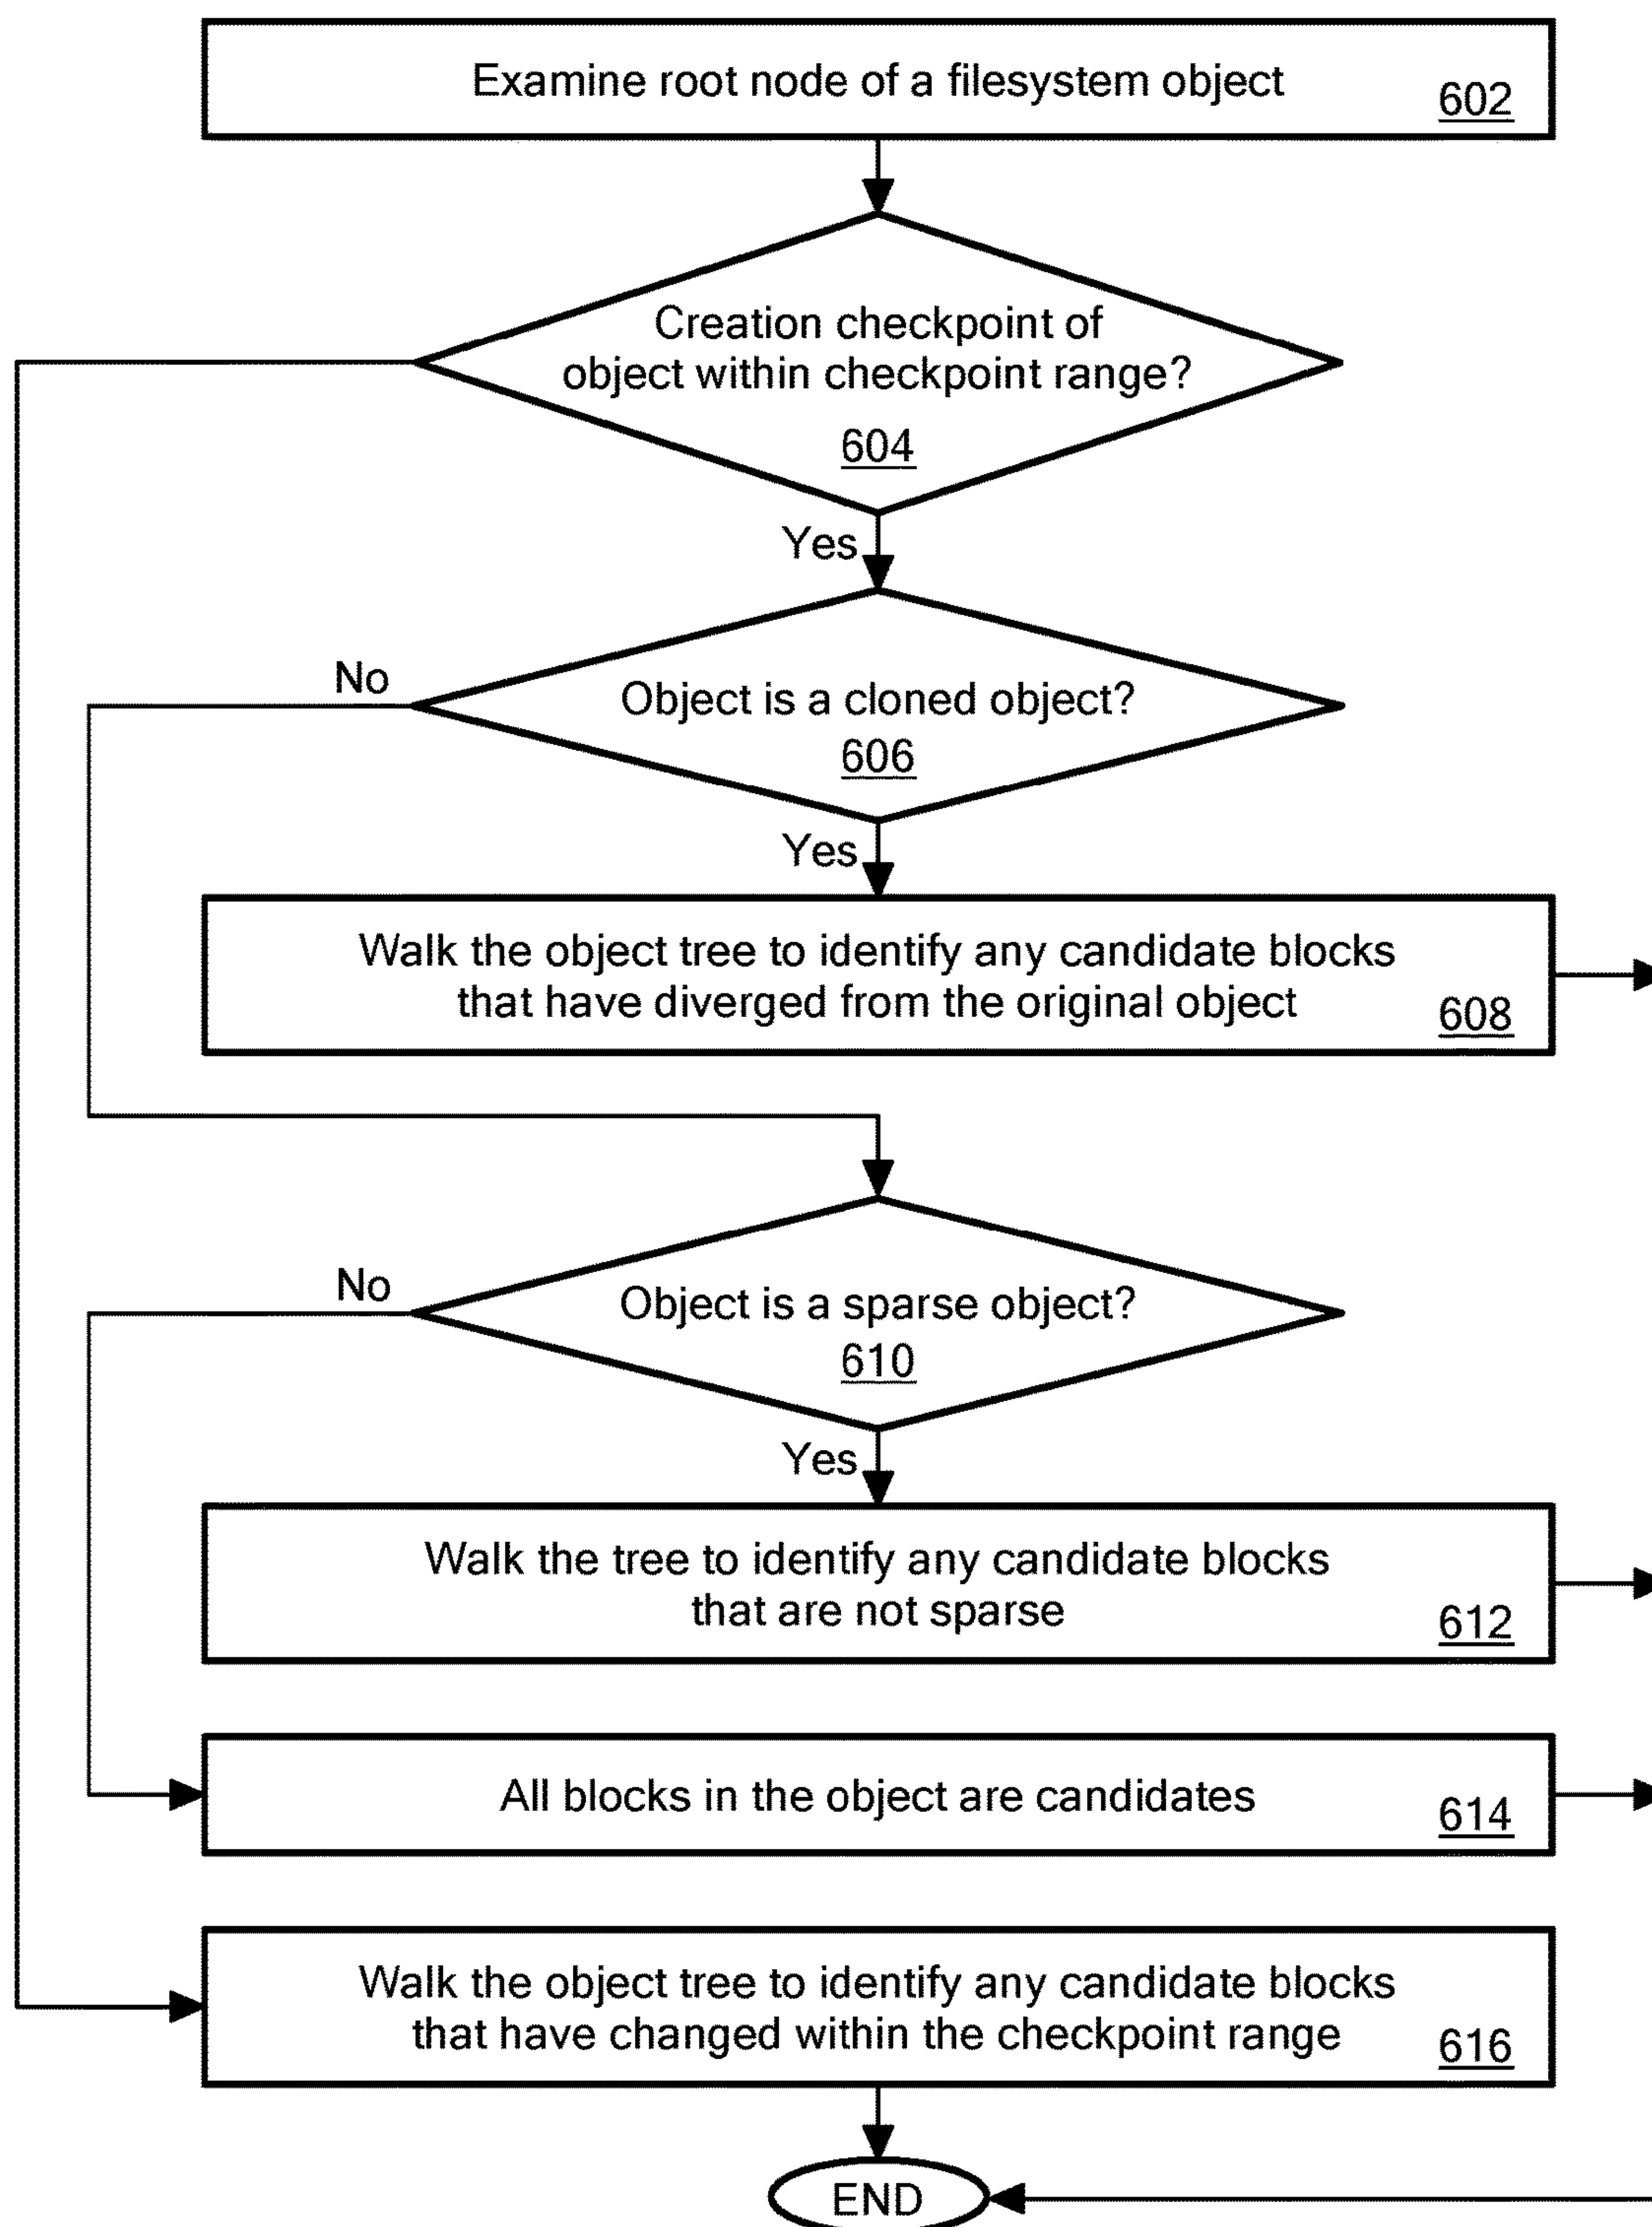 Examine root node of a filesystem object
602
Creation checkpoint of
object within checkpoint range?
604
Yes
No
Object is a cloned object?
606
Yes
Walk the object tree to identify any candidate blocks
that have diverged from the original object
608
No
Object is a sparse object?
610
Yes
Walk the tree to identify any candidate blocks
that are not sparse
612
All blocks in the object are candidates
614
Walk the object tree to identify any candidate blocks
that have changed within the checkpoint range
616
END